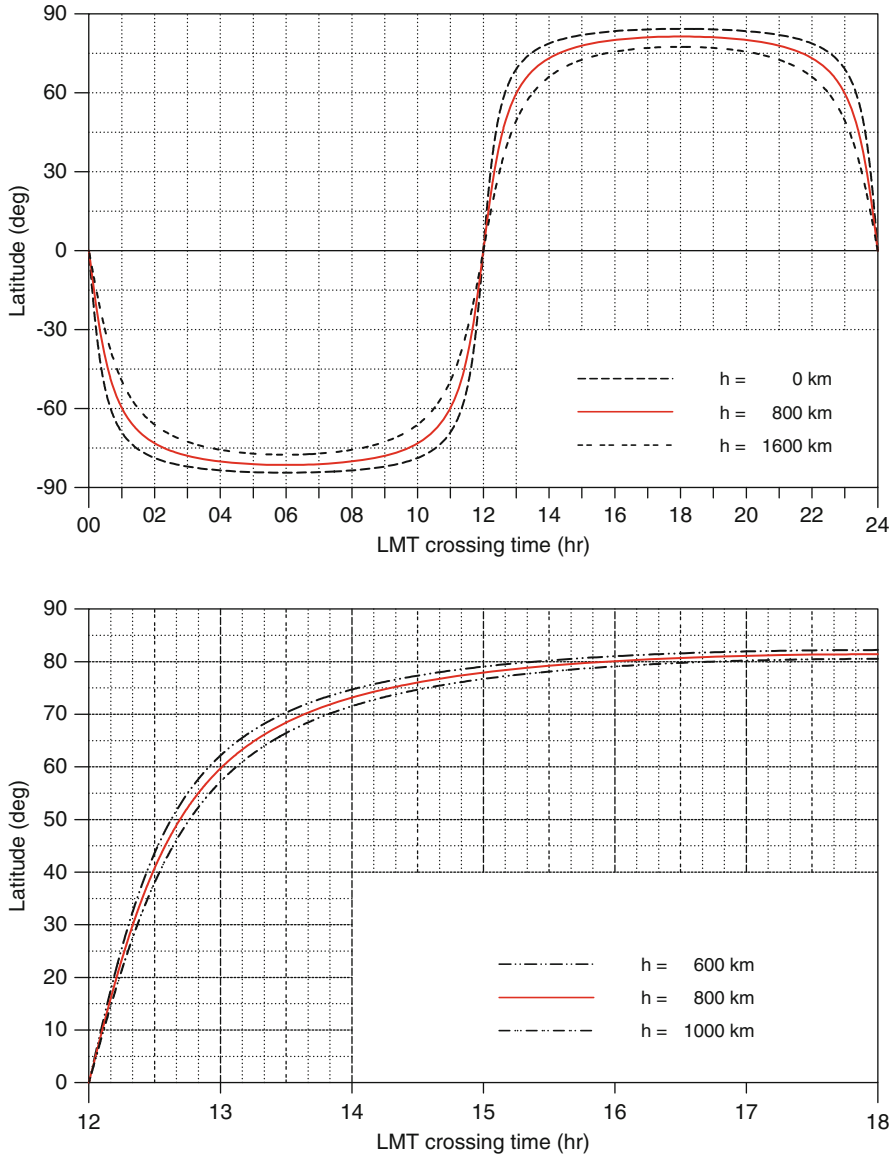 90
60
30
0
-30
-60
-90
Latitude (deg)
00 02 04 06 08 10 12 14 16 18 20 22 24
LMT crossing time (hr)
h = 0 km
h = 800 km
h = 1600 km
90
80
70
60
50
40
30
20
10
0
Latitude (deg)
12 13 14 15 16 17 18
LMT crossing time (hr)
h = 600 km
h = 800 km
h = 1000 km